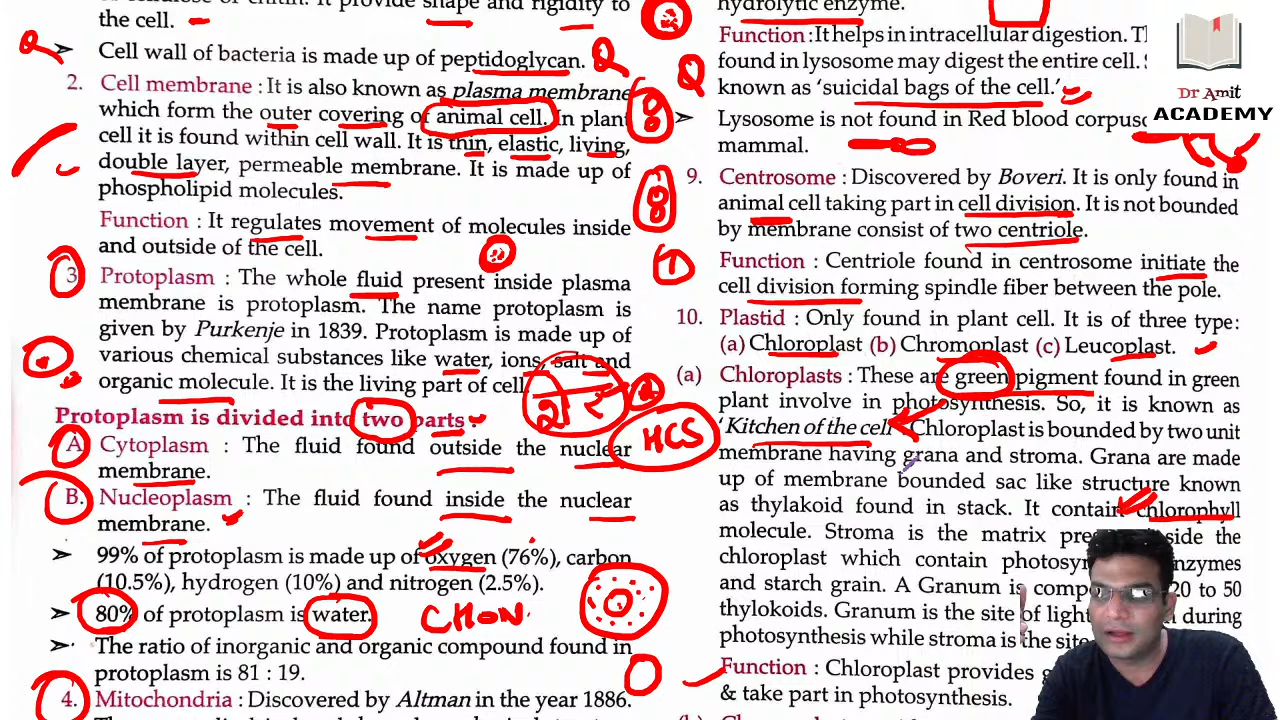 the cell.
➢ Cell wall of bacteria is made up of peptidoglycan.
2. Cell membrane : It is also known as plasma membrane
which form the outer covering of animal cell. In plant
cell it is found within cell wall. It is thin, elastic, living,
double layer, permeable membrane. It is made up of
phospholipid molecules.
Function : It regulates movement of molecules inside
and outside of the cell.
3. Protoplasm : The whole fluid present inside plasma
membrane is protoplasm. The name protoplasm is
given by Purkenje in 1839. Protoplasm is made up of
various chemical substances like water, ions, salt and
organic molecule. It is the living part of cell.
Protoplasm is divided into two parts :
A. Cytoplasm : The fluid found outside the nuclear
membrane.
B. Nucleoplasm : The fluid found inside the nuclear
membrane.
➢ 99% of protoplasm is made up of oxygen (76%), carbon
(10.5%), hydrogen (10%) and nitrogen (2.5%).
➢ 80% of protoplasm is water.
CHON
➢ The ratio of inorganic and organic compound found in
protoplasm is 81 : 19.
4. Mitochondria : Discovered by Altman in the year 1886.
HCS
hydrolytic enzyme.
Function : It helps in intracellular digestion.
found in lysosome may digest the entire cell.
known as 'suicidal bags of the cell.'
➢ Lysosome is not found in Red blood
mammal.
9. Centrosome : Discovered by Boveri. It is only found in
animal cell taking part in cell division. It is not bounded
by membrane consist of two centriole.
Function : Centriole found in centrosome initiate the
cell division forming spindle fiber between the pole.
10. Plastid : Only found in plant cell. It is of three type:
(a) Chloroplast (b) Chromoplast (c) Leucoplast.
(a) Chloroplasts : These are green pigment found in green
plant involve in photosynthesis. So, it is known as
'Kitchen of the cell Chloroplast is bounded by two unit
membrane having grana and stroma. Grana are made
up of membrane bounded sac like structure known
as thylakoid found in stack. It contain chlorophyll
molecule. Stroma is the matrix inside the
chloroplast which contain
and starch grain. A Granum is 20 to 50
thylokoids. Granum is the site of light during
photosynthesis while stroma is the site
Function : Chloroplast provides
& take part in photosynthesis.
Dr Amit
ACADEMY